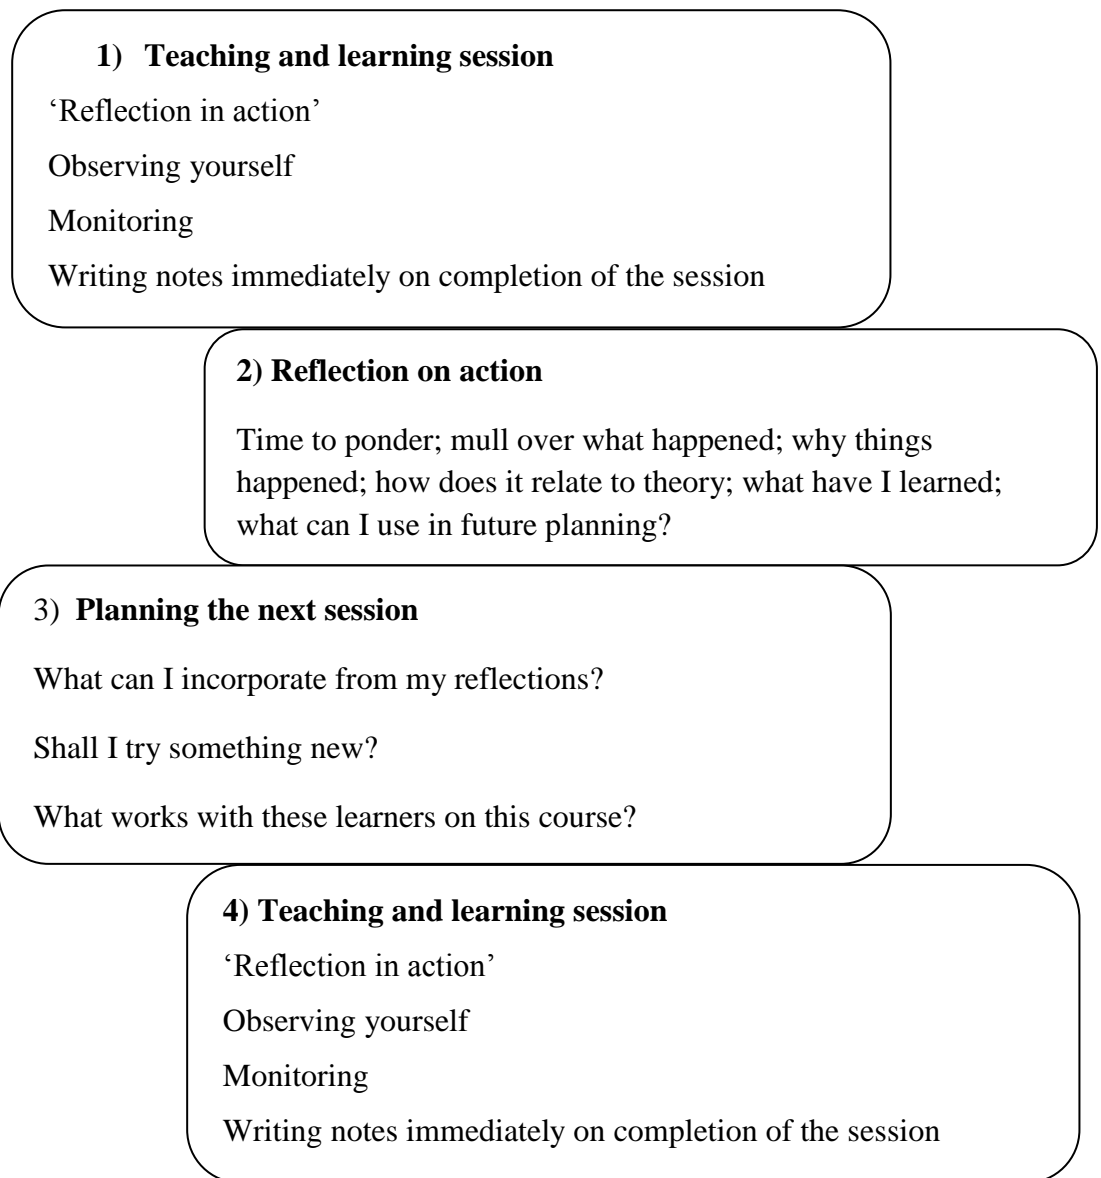 1) Teaching and learning session
‘Reflection in action’
Observing yourself
Monitoring
Writing notes immediately on completion of the session
2) Reflection on action
Time to ponder; mull over what happened; why things
happened; how does it relate to theory; what have I learned;
what can I use in future planning?
3) Planning the next session
What can I incorporate from my reflections?
Shall I try something new?
What works with these learners on this course?
4) Teaching and learning session
‘Reflection in action’
Observing yourself
Monitoring
Writing notes immediately on completion of the session